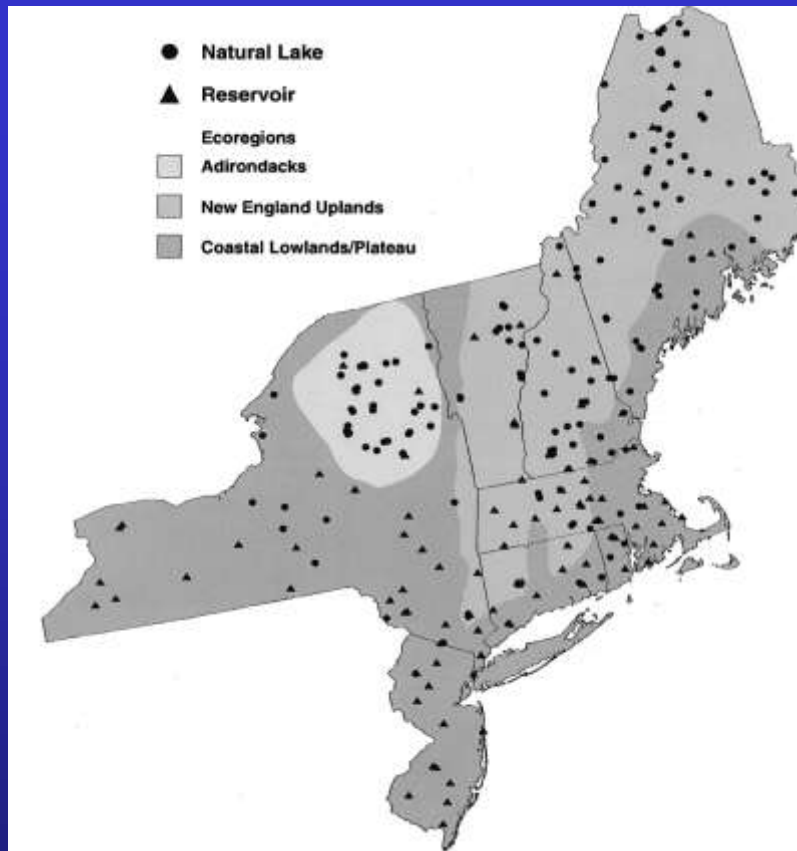 Natural Lake
Reservoir
Ecoregions
Adirondacks
New England Uplands
Coastal Lowlands/Plateau